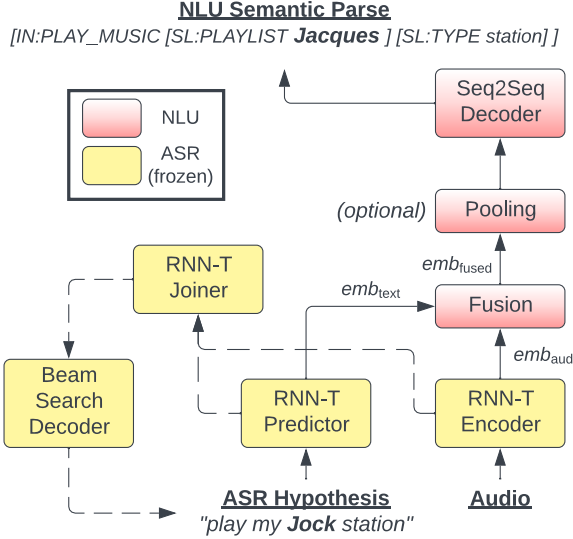 NLU Semantic Parse
[IN:PLAY_MUSIC [SL:PLAYLIST Jacques ] [SL:TYPE station] ]
NLU
ASR
(frozen)
Seq2Seq
Decoder
(optional)
Pooling
emb_fused
RNN-T
Joiner
emb_text
Fusion
emb_aud
Beam
Search
Decoder
RNN-T
Predictor
RNN-T
Encoder
ASR Hypothesis
"play my Jock station"
Audio